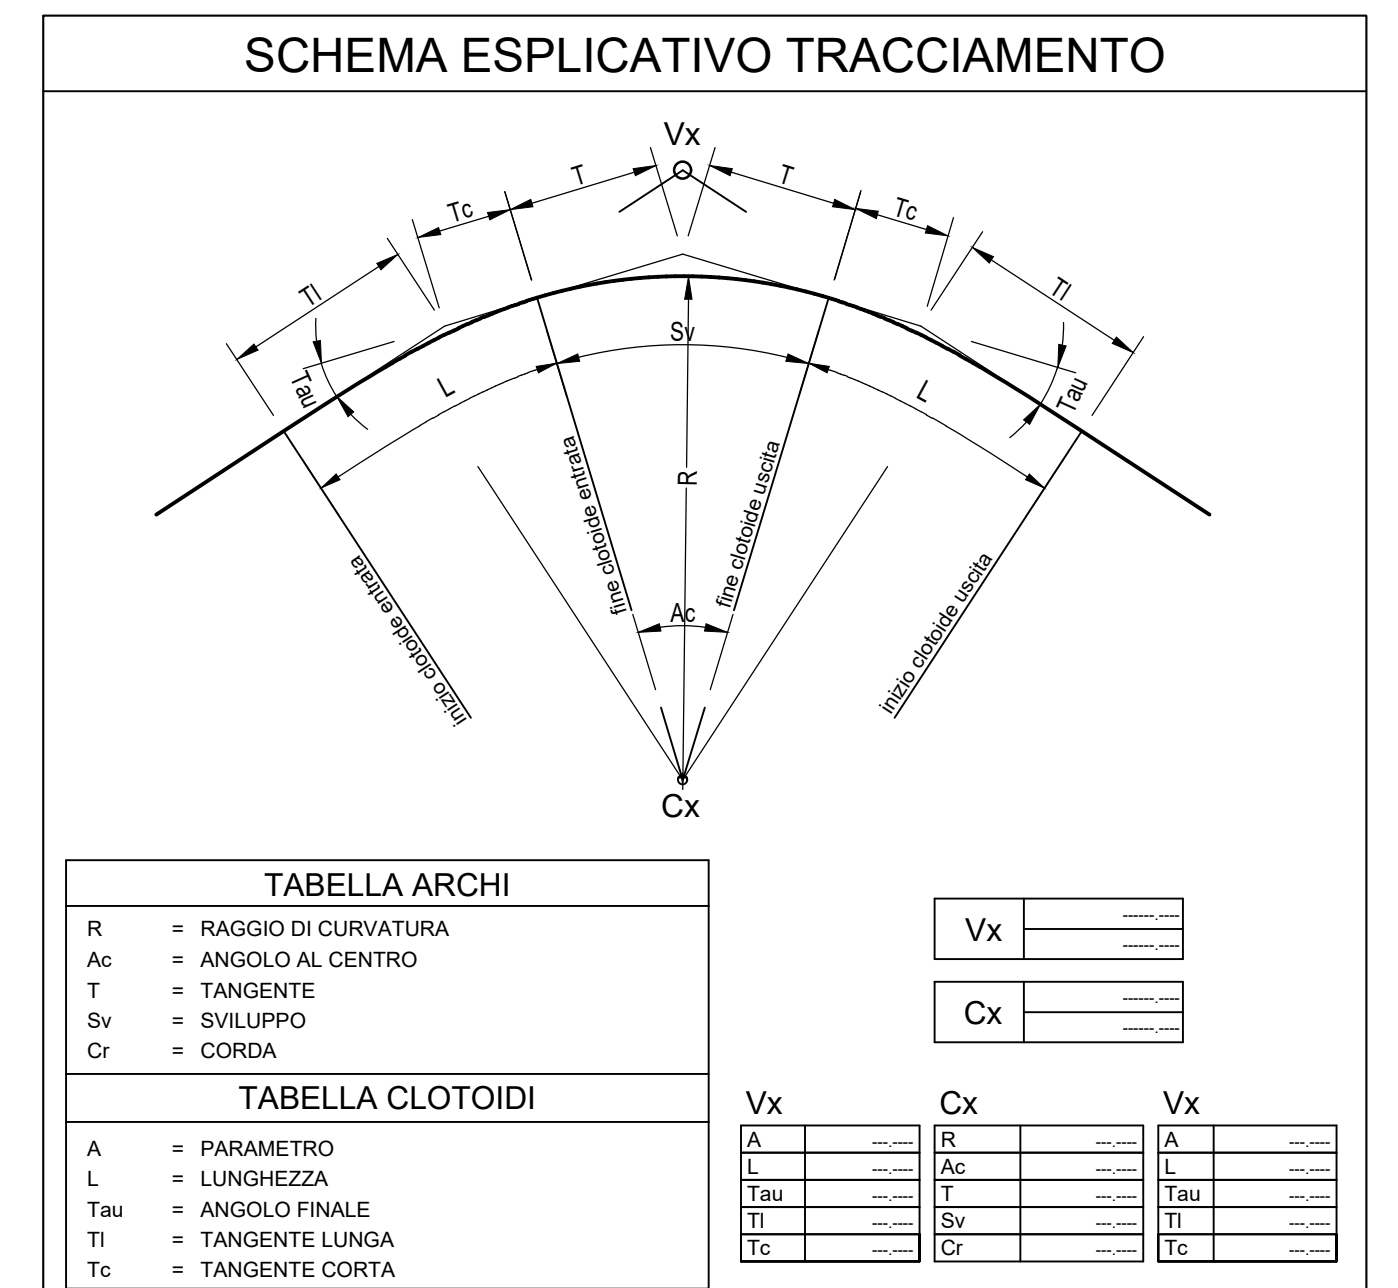 SCHEMA ESPLICATIVO TRACCIAMENTO
Vx
T
T
Tc
Tc
Tl
Tl
Sv
Tau
Tau
L
L
R
fine clotoide entrata
fine clotoide uscita
inizio clotoide entrata
inizio clotoide uscita
Ac
Cx
TABELLA ARCHI
R = RAGGIO DI CURVATURA
Ac = ANGOLO AL CENTRO
T = TANGENTE
Sv = SVILUPPO
Cr = CORDA
TABELLA CLOTOIDI
A = PARAMETRO
L = LUNGHEZZA
Tau = ANGOLO FINALE
Tl = TANGENTE LUNGA
Tc = TANGENTE CORTA
Vx ------.----
------.----
Cx ------.----
------.----
Vx
A ---.----
L ---.----
Tau ---.----
Tl ---.----
Tc ---.----
Cx
R ---.----
Ac ---.----
T ---.----
Sv ---.----
Cr ---.----
Vx
A ---.----
L ---.----
Tau ---.----
Tl ---.----
Tc ---.----